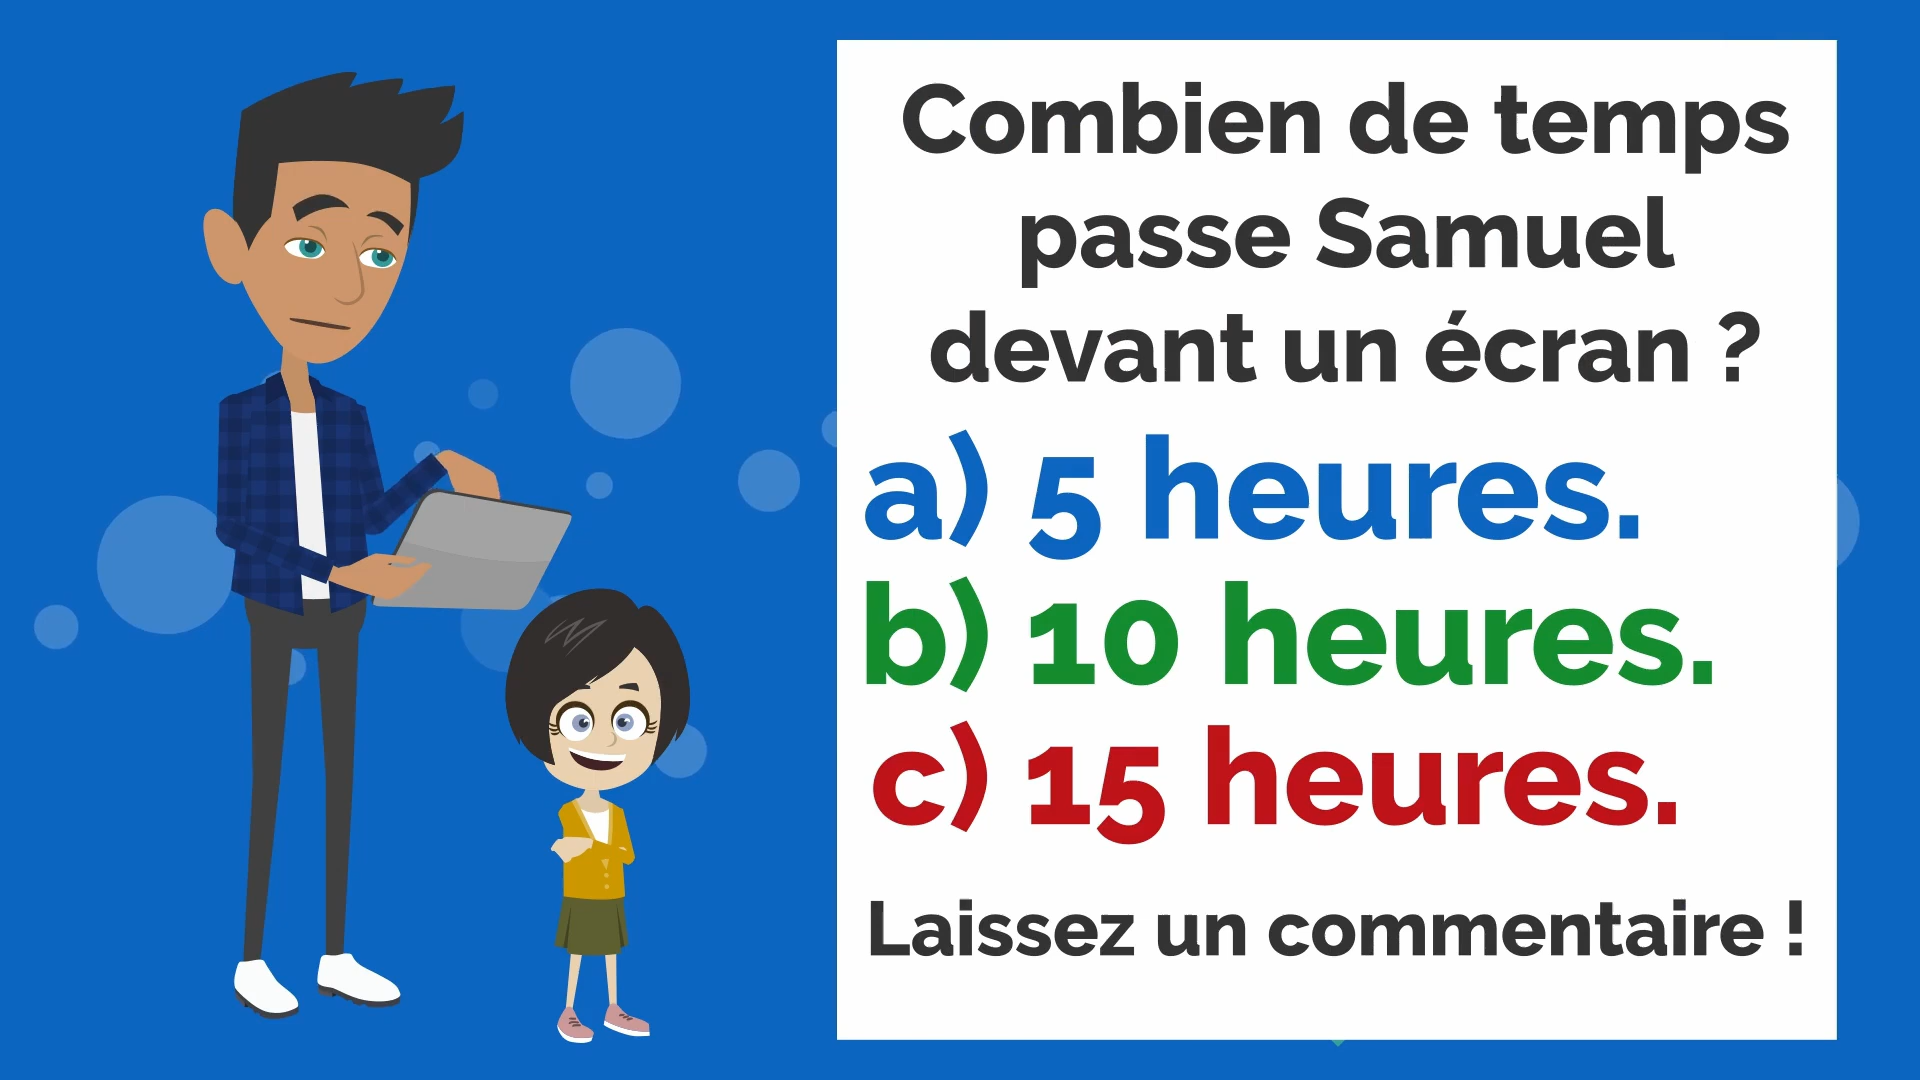 Combien de temps
passe Samuel
devant un écran ?
a) 5 heures.
b) 10 heures.
c) 15 heures.
Laissez un commentaire !